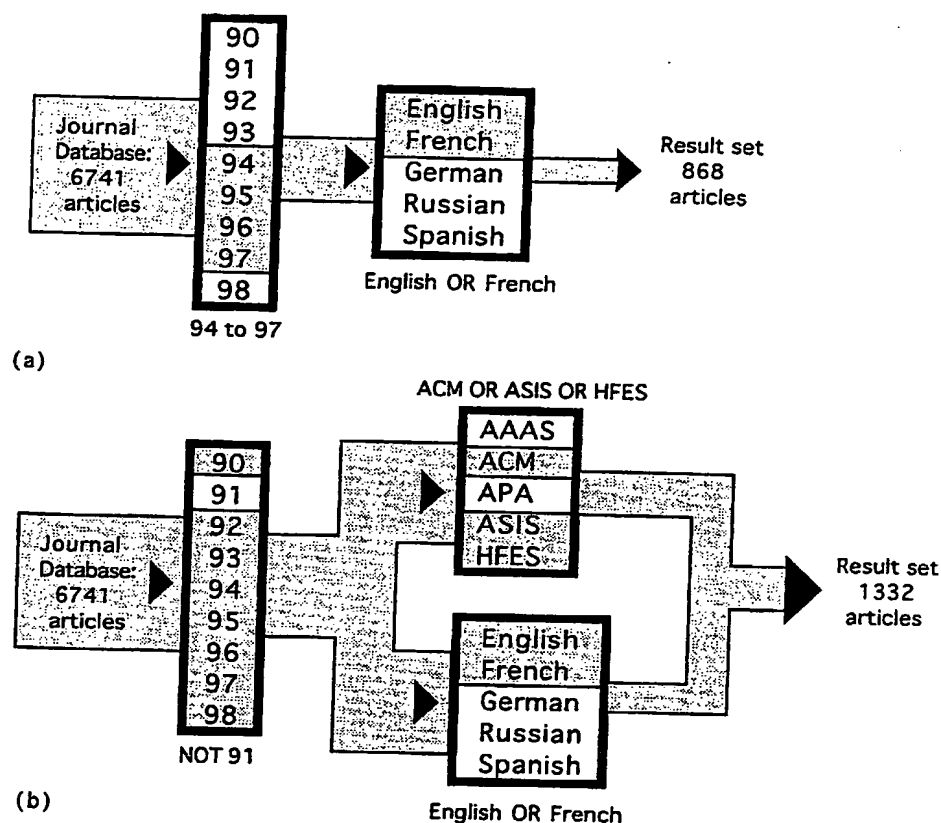 90
91
92
93
94
95
96
97
98
94 to 97
Journal
Database:
6741
articles
English
French
German
Russian
Spanish
English OR French
Result set
868
articles
(a)
ACM OR ASIS OR HFES
AAAS
ACM
APA
ASIS
HFES
90
91
92
93
94
95
96
97
98
NOT 91
Journal
Database:
6741
articles
English
French
German
Russian
Spanish
English OR French
Result set
1332
articles
(b)